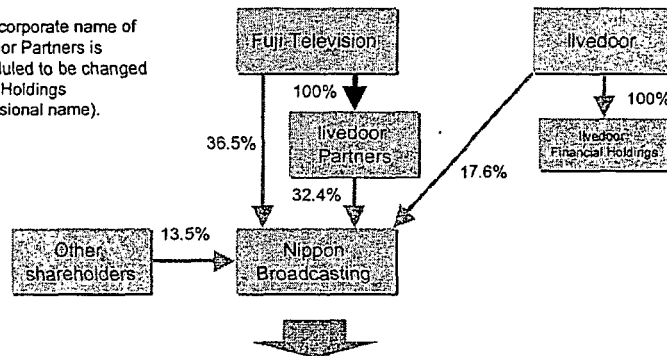 corporate name of
or Partners is
uled to be changed
Holdings
sional name).
Fuji Television
livedoor
100%
100%
livedoor
Partners
livedoor
Financial Holdings
36.5%
32.4%
17.6%
13.5%
Other
shareholders
Nippon
Broadcasting